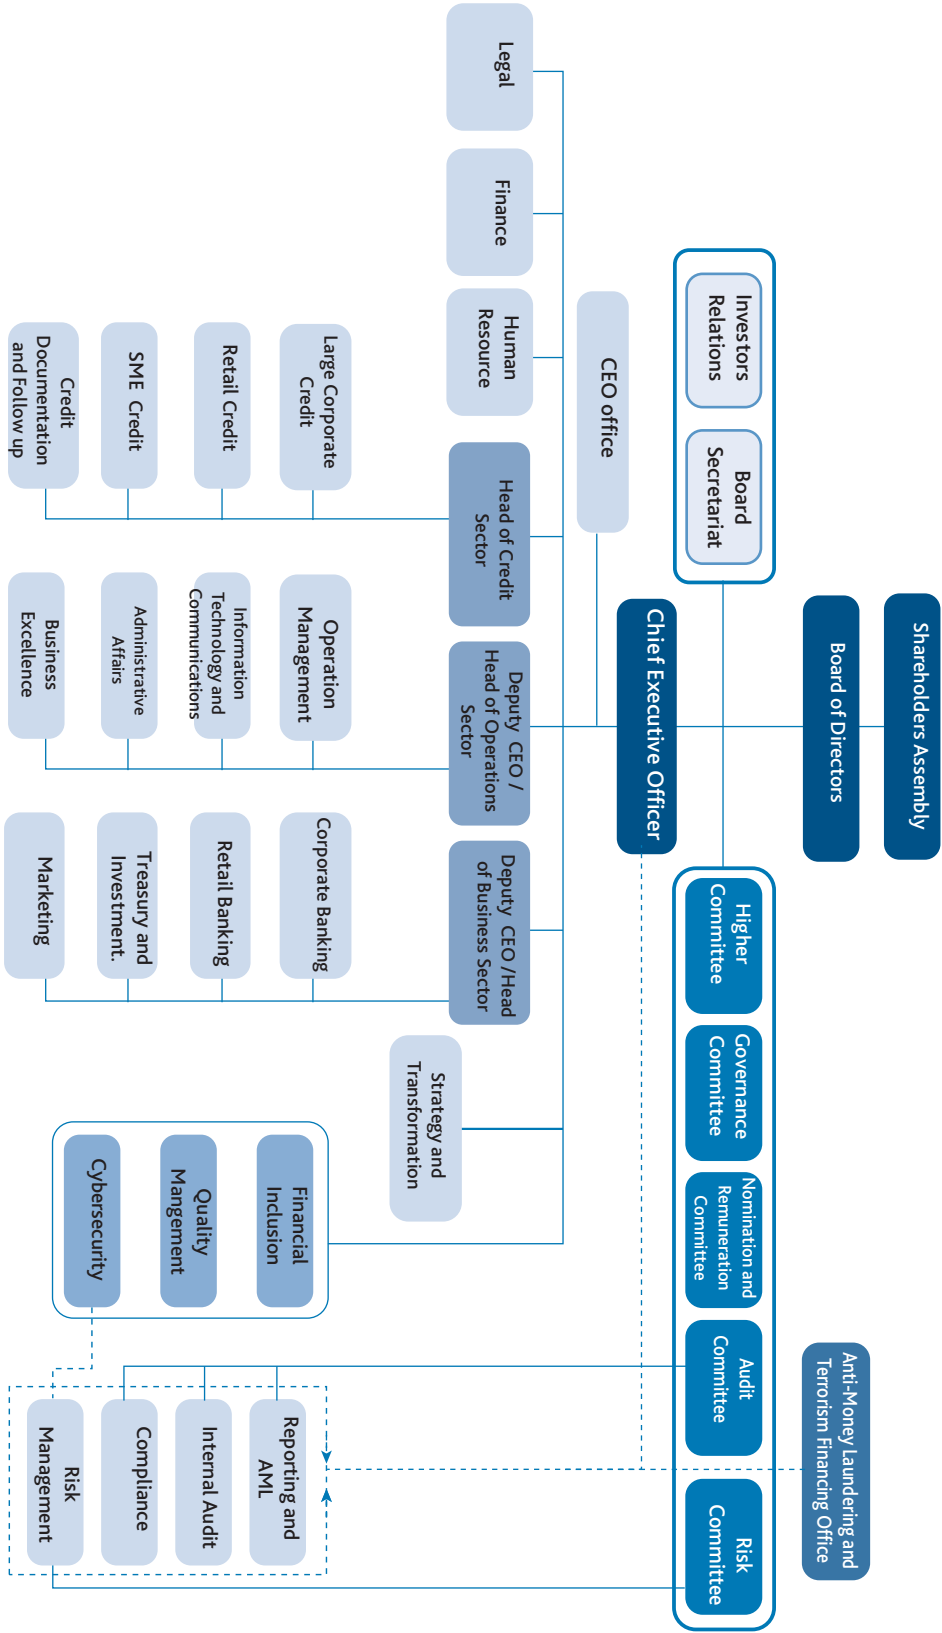 Shareholders Assembly
Board of Directors
Anti-Money Laundering and
Terrorism Financing Office
Investors
Relations
Board
Secretariat
Higher
Committee
Governance
Committee
Nomination and
Remuneration
Committee
Audit
Committee
Risk
Committee
Chief Executive Officer
CEO office
Legal
Finance
Human
Resource
Head of Credit
Sector
Deputy CEO /
Head of Operations
Sector
Deputy CEO /Head
of Business Sector
Strategy and
Transformation
Large Corporate
Credit
Retail Credit
SME Credit
Credit
Documentation
and Follow up
Operation
Management
Information
Technology and
Communications
Administrative
Affairs
Business
Excellence
Corporate Banking
Retail Banking
Treasury and
Investment.
Marketing
Financial
Inclusion
Quality
Mangement
Cybersecurity
Reporting and
AML
Internal Audit
Compliance
Risk
Management